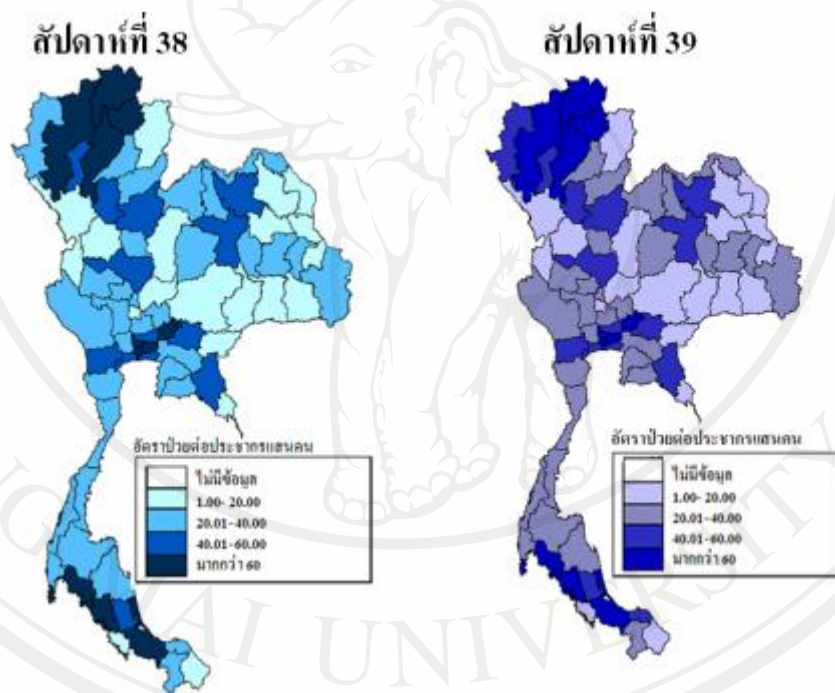 สัปดาห์ที่ 38
สัปดาห์ที่ 39
อัตราป่วยต่อประชากรแสนคน
ไม่มีข้อมูล
1.00- 20.00
20.01-40.00
40.01-60.00
มากกว่า 60
อัตราป่วยต่อประชากรแสนคน
ไม่มีข้อมูล
1.00- 20.00
20.01-40.00
40.01-60.00
มากกว่า 60
UNIVERSITY